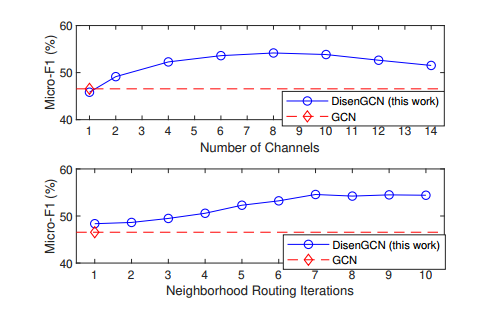 60
50
40
Micro-F1 (%)
DisenGCN (this work)
GCN
1 2 3 4 5 6 7 8 9 10 11 12 13 14
Number of Channels
60
50
40
Micro-F1 (%)
DisenGCN (this work)
GCN
1 2 3 4 5 6 7 8 9 10
Neighborhood Routing Iterations